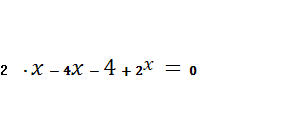 2 ·x – 4x – 4 + 2ˣ = 0